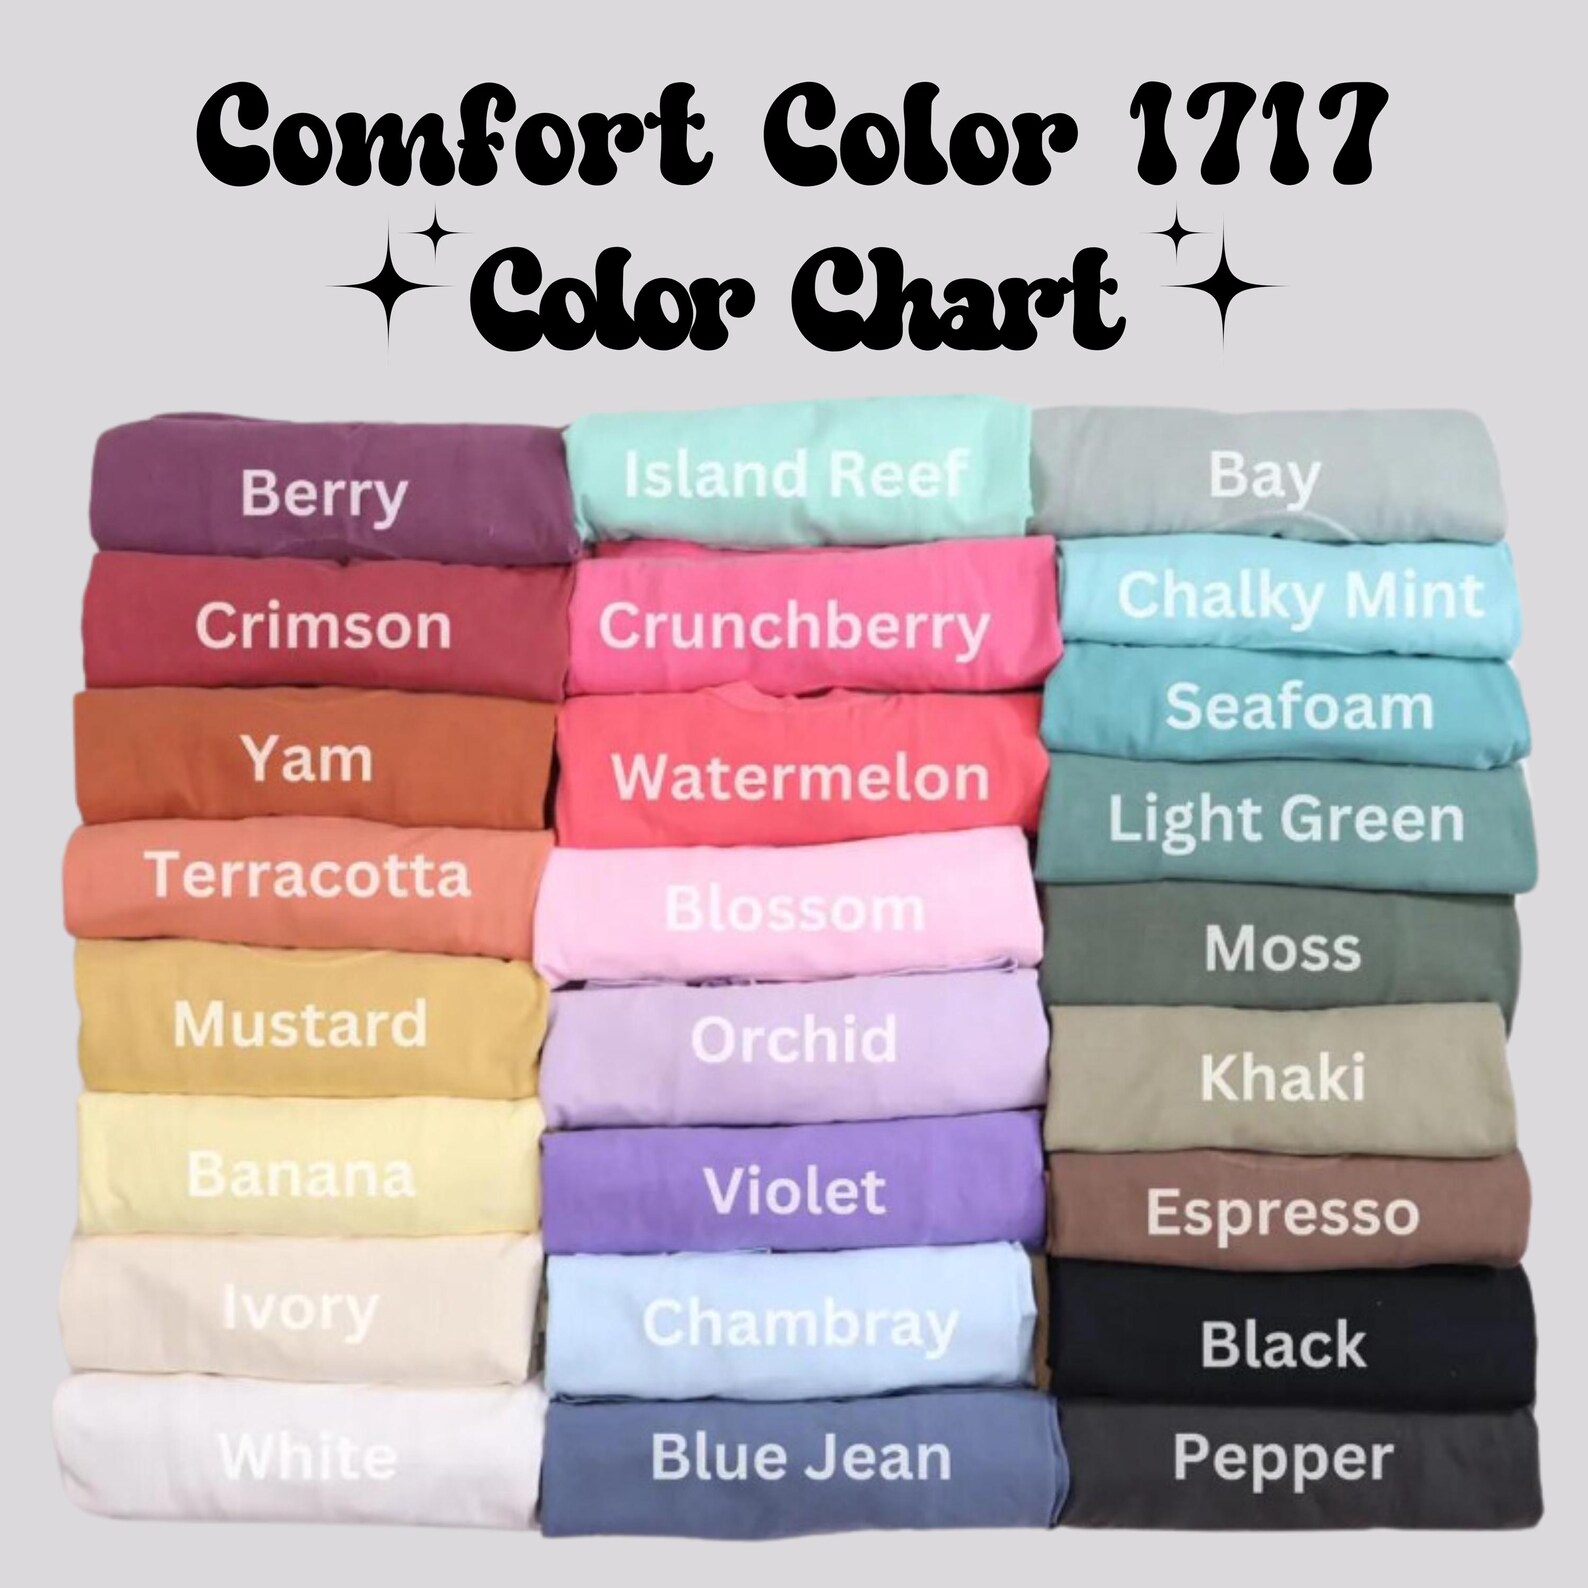 Comfort Color 1717
Color Chart
Berry
Crimson
Yam
Terracotta
Mustard
Banana
Ivory
White
Island Reef
Crunchberry
Watermelon
Blossom
Orchid
Violet
Chambray
Blue Jean
Bay
Chalky Mint
Seafoam
Light Green
Moss
Khaki
Espresso
Black
Pepper